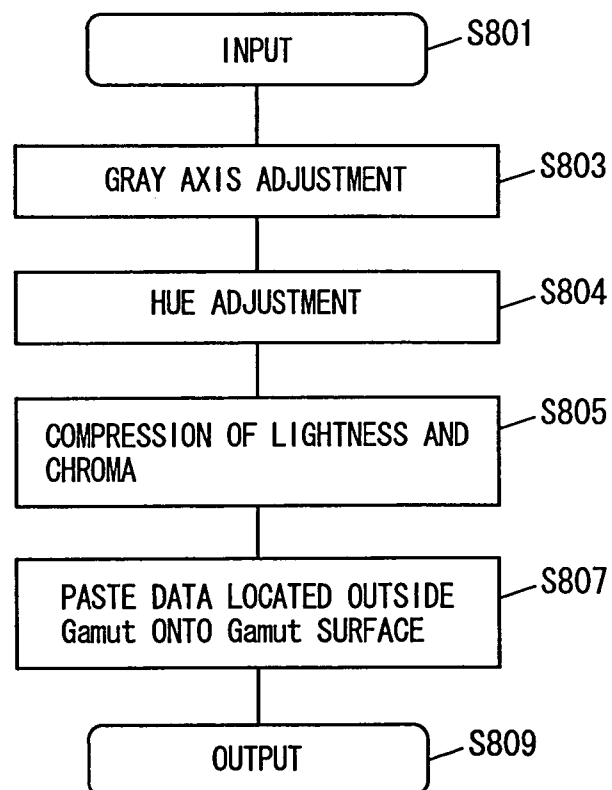 INPUT
S801
GRAY AXIS ADJUSTMENT
S803
HUE ADJUSTMENT
S804
COMPRESSION OF LIGHTNESS AND
CHROMA
S805
PASTE DATA LOCATED OUTSIDE
Gamut ONTO Gamut SURFACE
S807
OUTPUT
S809